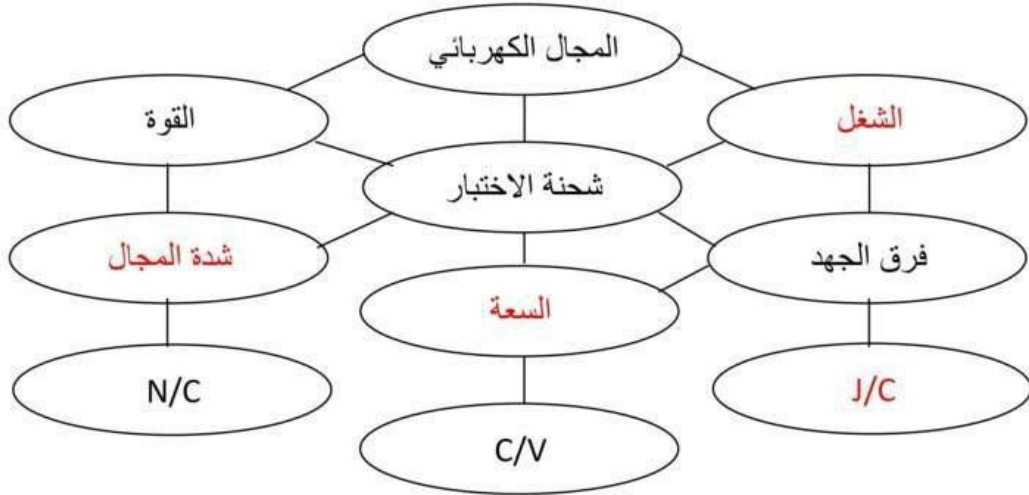 المجال الكهربائي
القوة
الشغل
شحنة الاختبار
شدة المجال
فرق الجهد
السعة
N/C
J/C
C/V